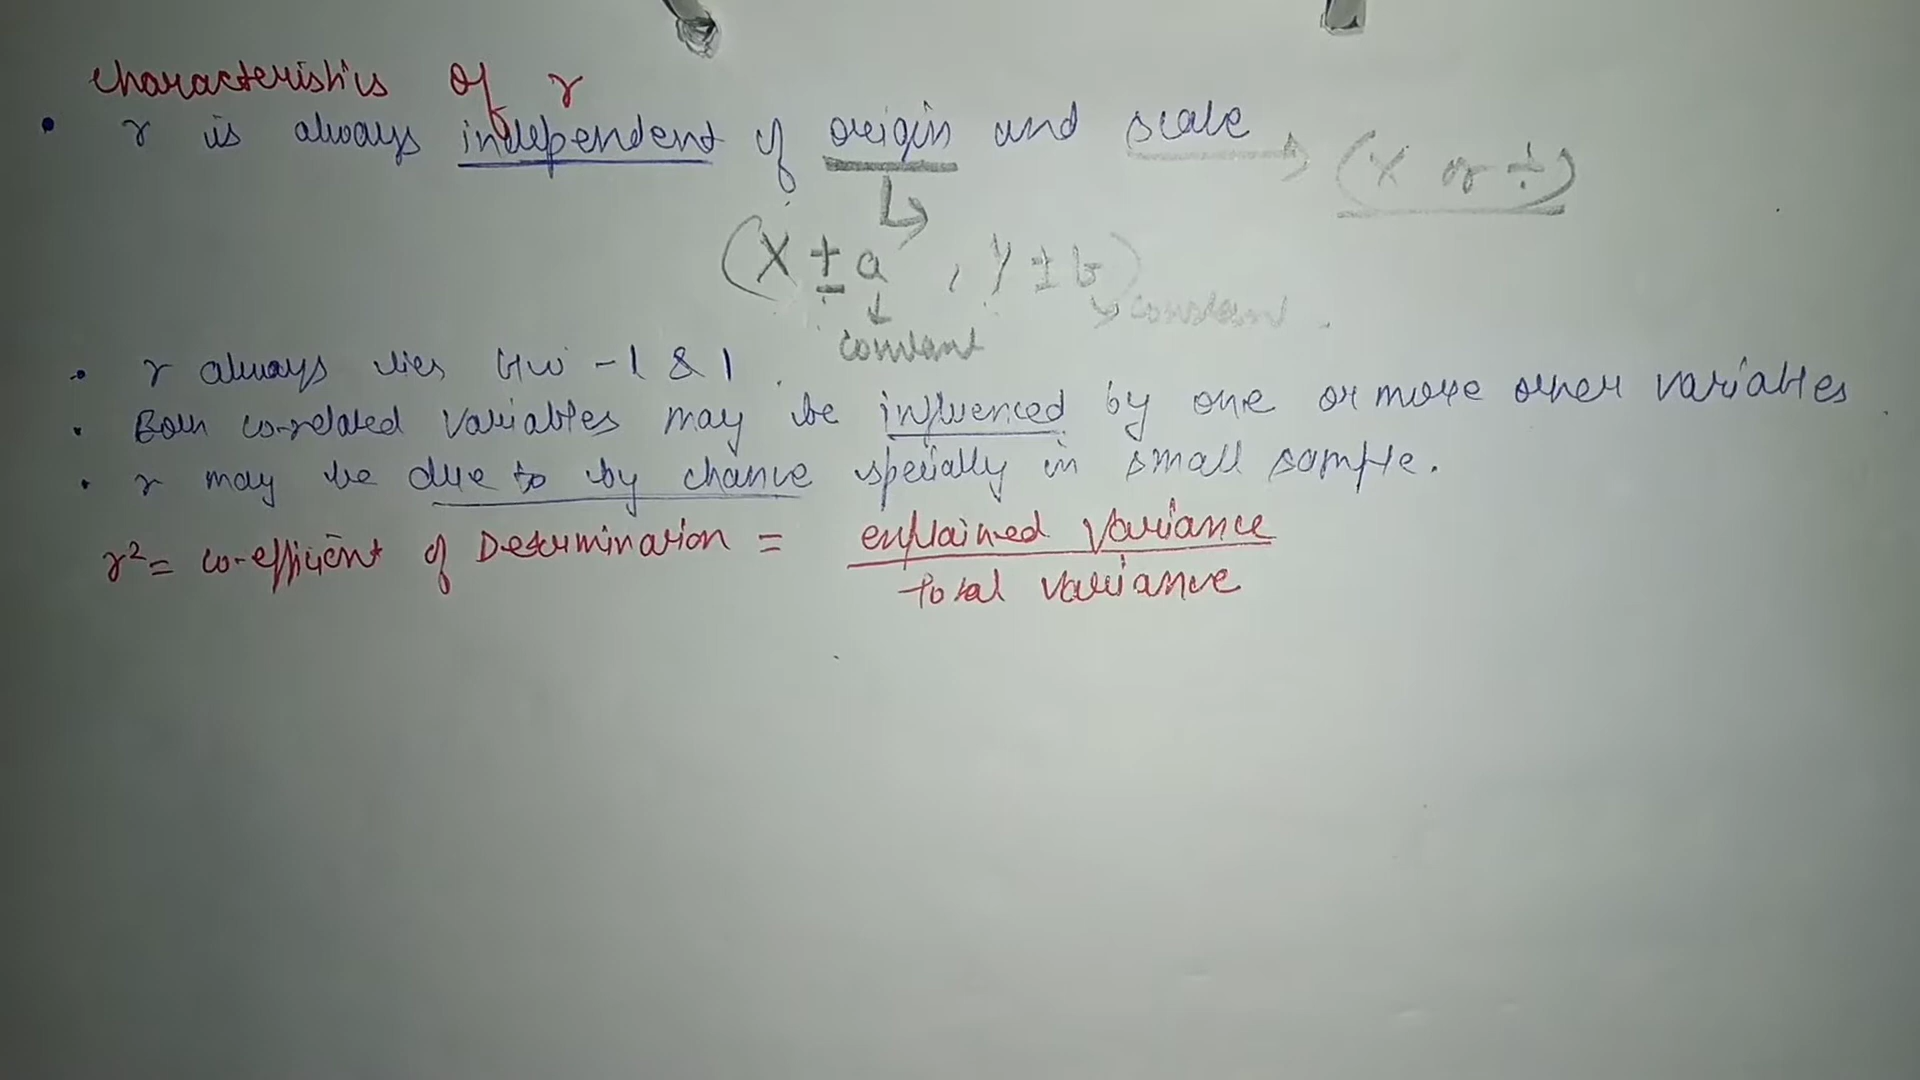 characteristics of r
• r is always independent of origin and scale → (× or ÷)
↳
(X ± a , Y ± b)
↓ ↘ constant
constant
• r always lies btw -1 & 1.
• Both co-related variables may be influenced by one or more other variables.
• r may be due to by chance specially in small sample.
r² = co-efficient of Determination = explained variance
total variance